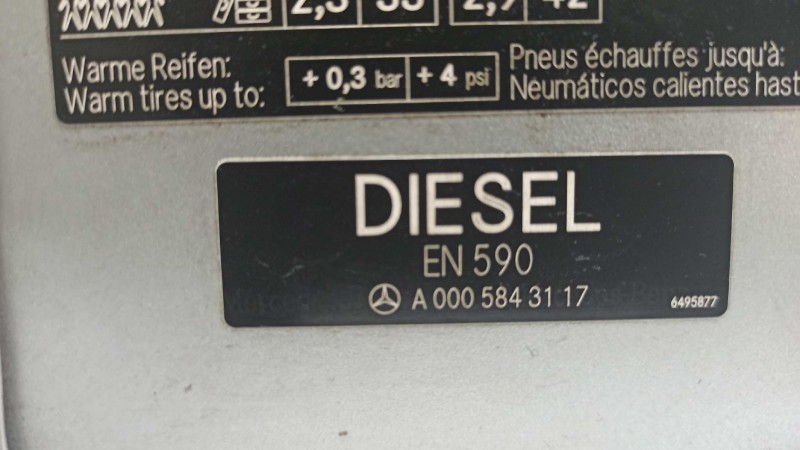 Warme Reifen:
Warm tires up to:
+ 0,3 bar + 4 psi
Pneus échauffes jusqu'à:
Neumáticos calientes hast
DIESEL
EN 590
A 000 584 31 17
6495877